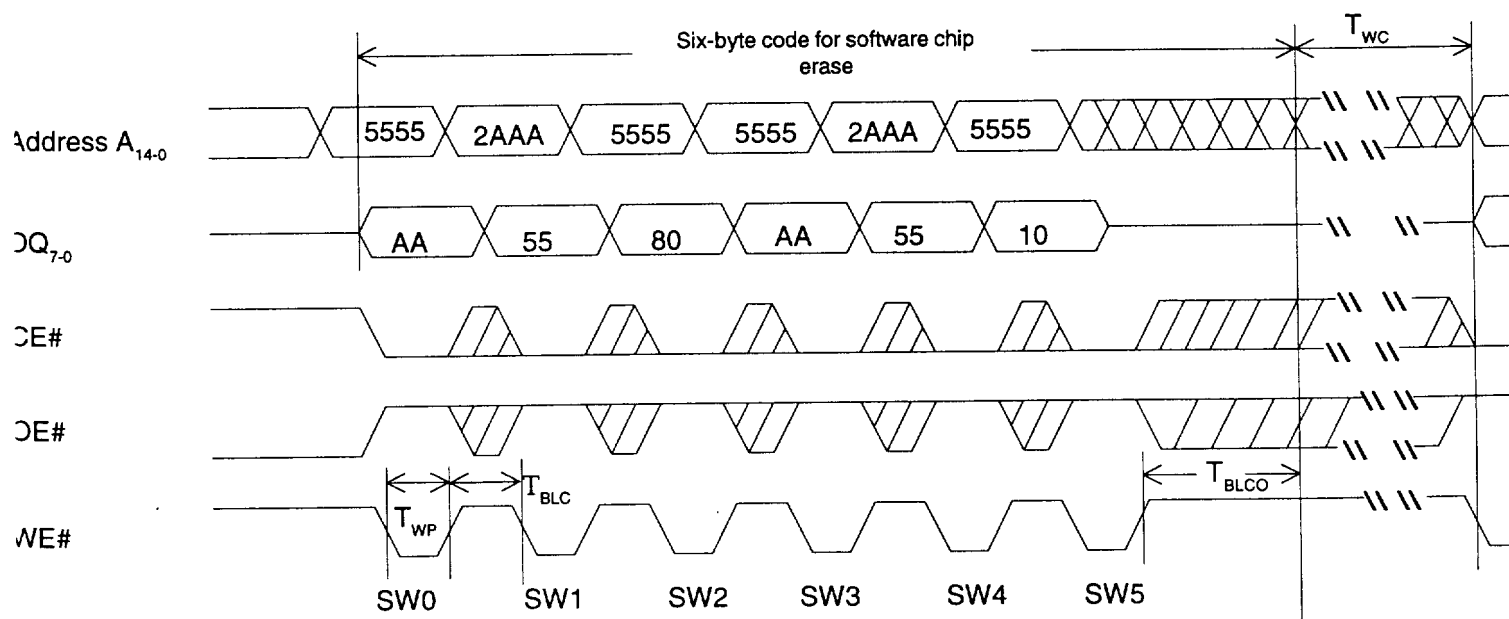 Six-byte code for software chip
erase
TWC
Address A14-0
5555 2AAA 5555 5555 2AAA 5555
DQ7-0
AA 55 80 AA 55 10
CE#
OE#
TWP
TBLC
TBLCO
WE#
SW0 SW1 SW2 SW3 SW4 SW5